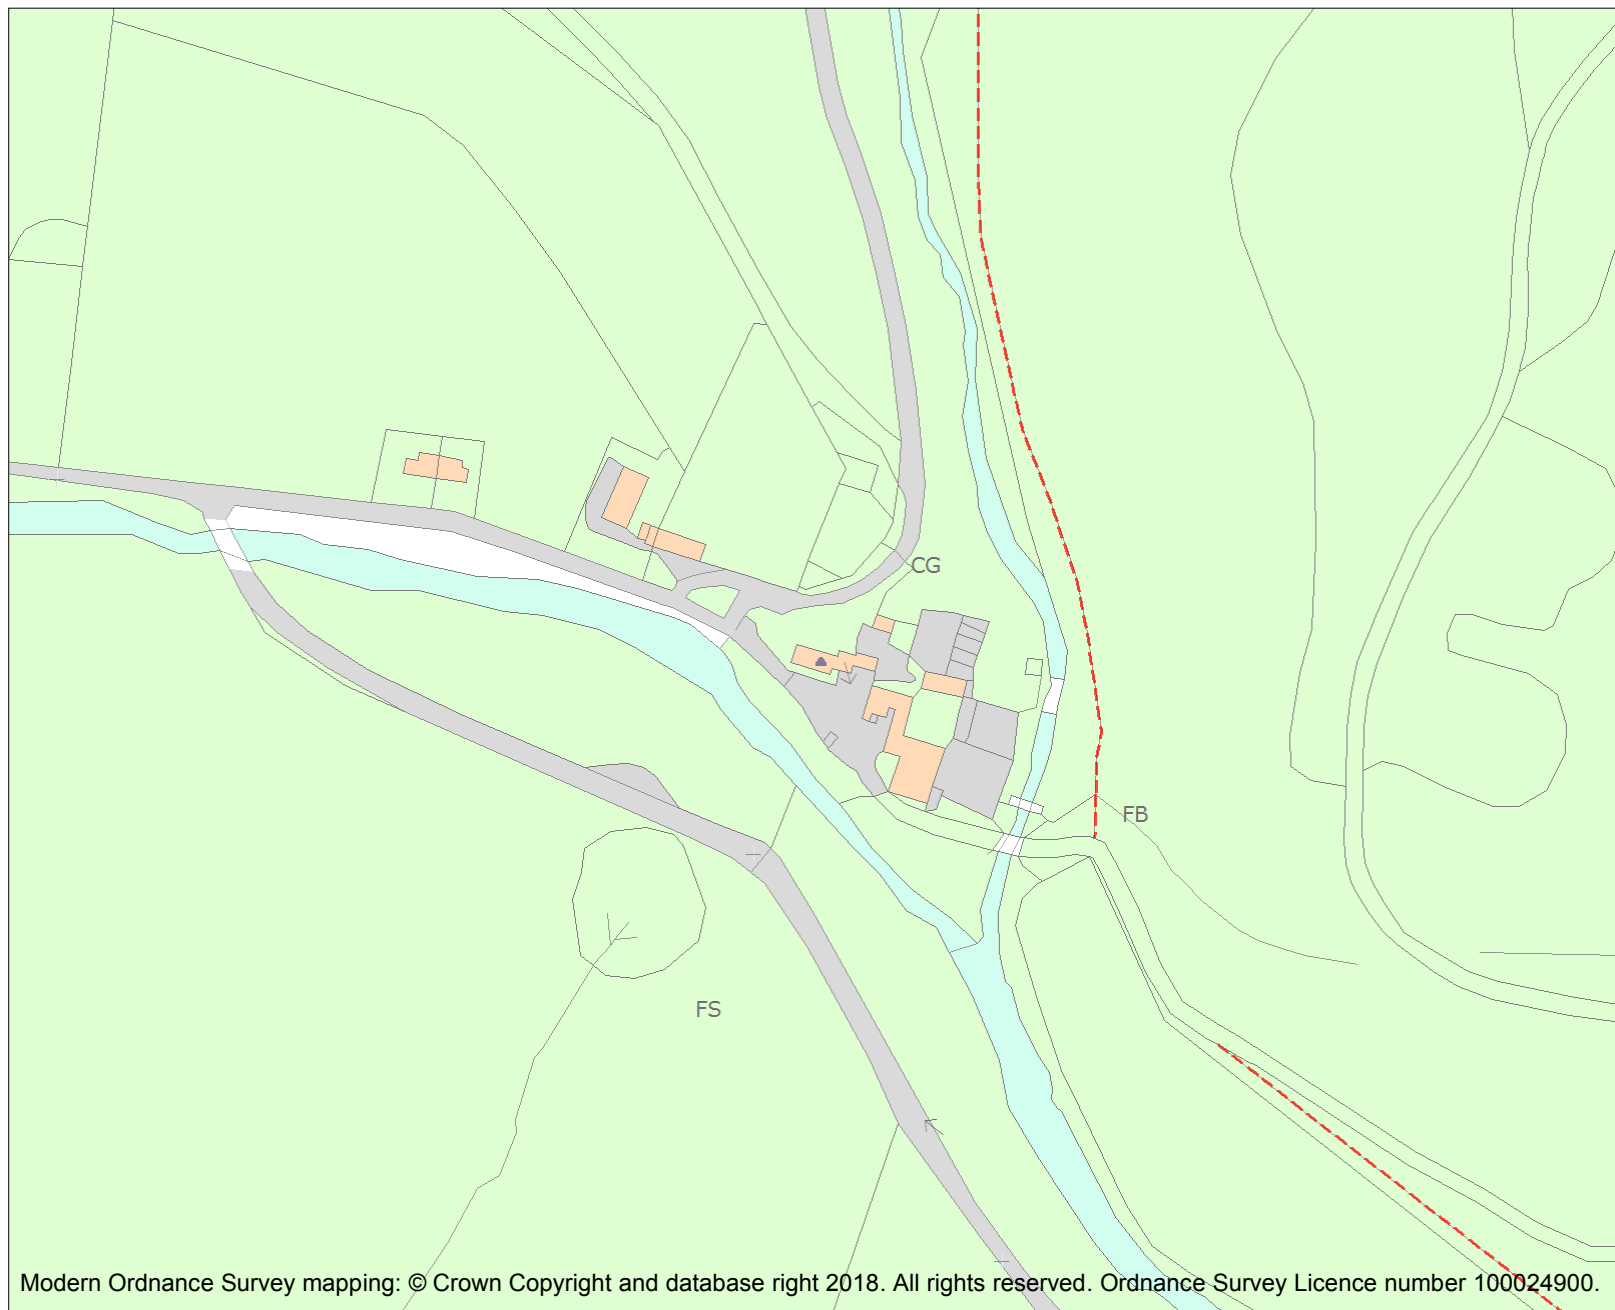 CG
FB
FS
Modern Ordnance Survey mapping: © Crown Copyright and database right 2018. All rights reserved. Ordnance Survey Licence number 100024900.